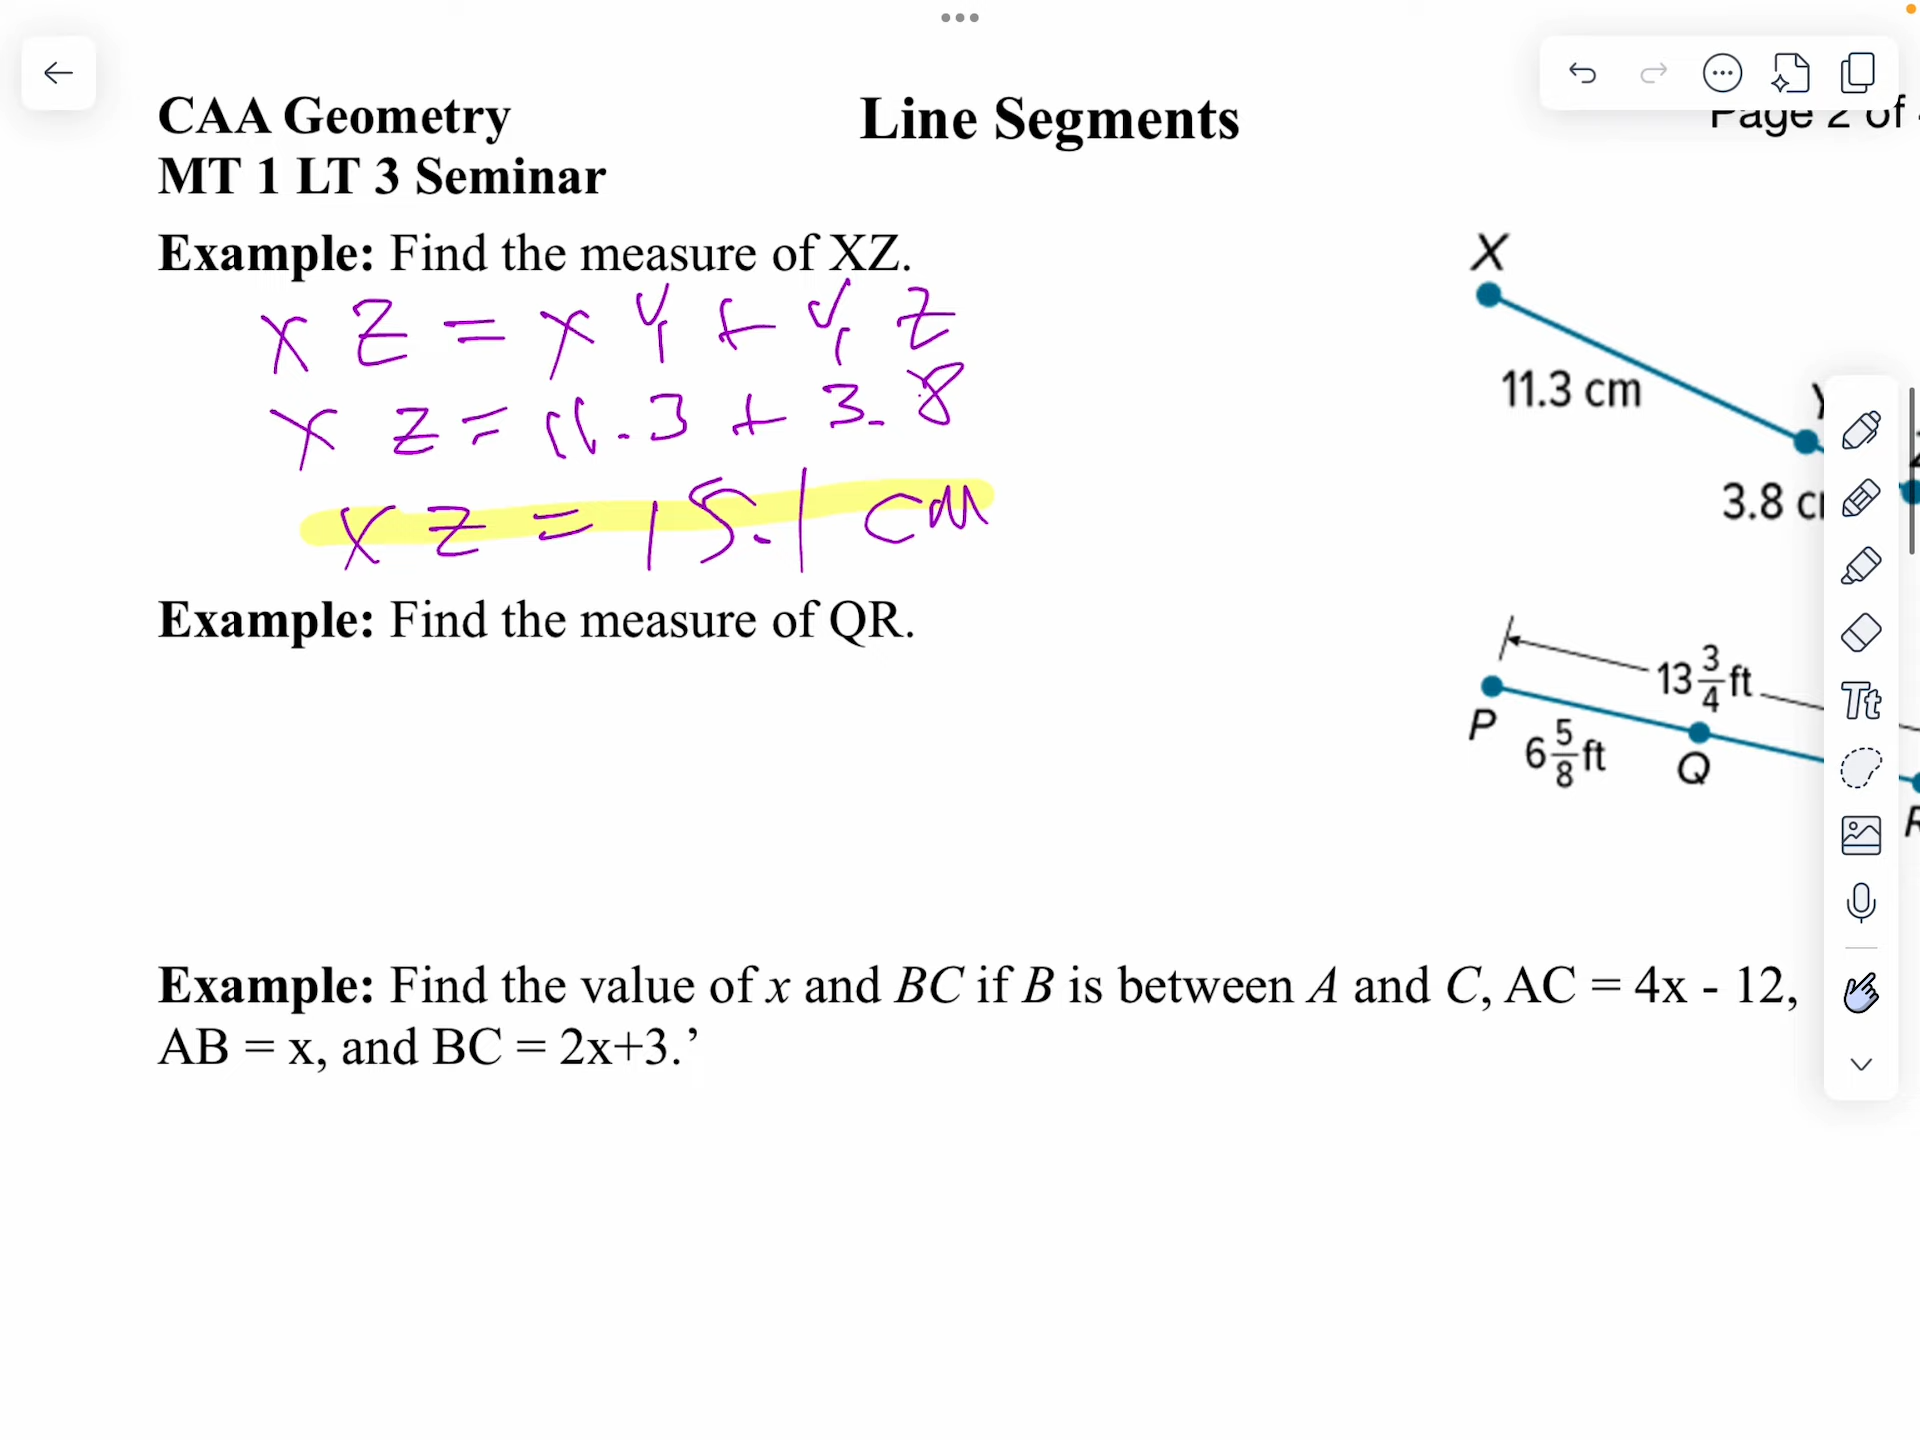 CAA Geometry
Line Segments
Page 2 of
MT 1 LT 3 Seminar
Example: Find the measure of XZ.
XZ = XY + YZ
XZ = 11.3 + 3.8
XZ = 15.1 cm
X
11.3 cm
3.8
Example: Find the measure of QR.
13 3/4 ft
P
6 5/8 ft
Q
Example: Find the value of x and BC if B is between A and C, AC = 4x - 12,
AB = x, and BC = 2x+3.’
Tt